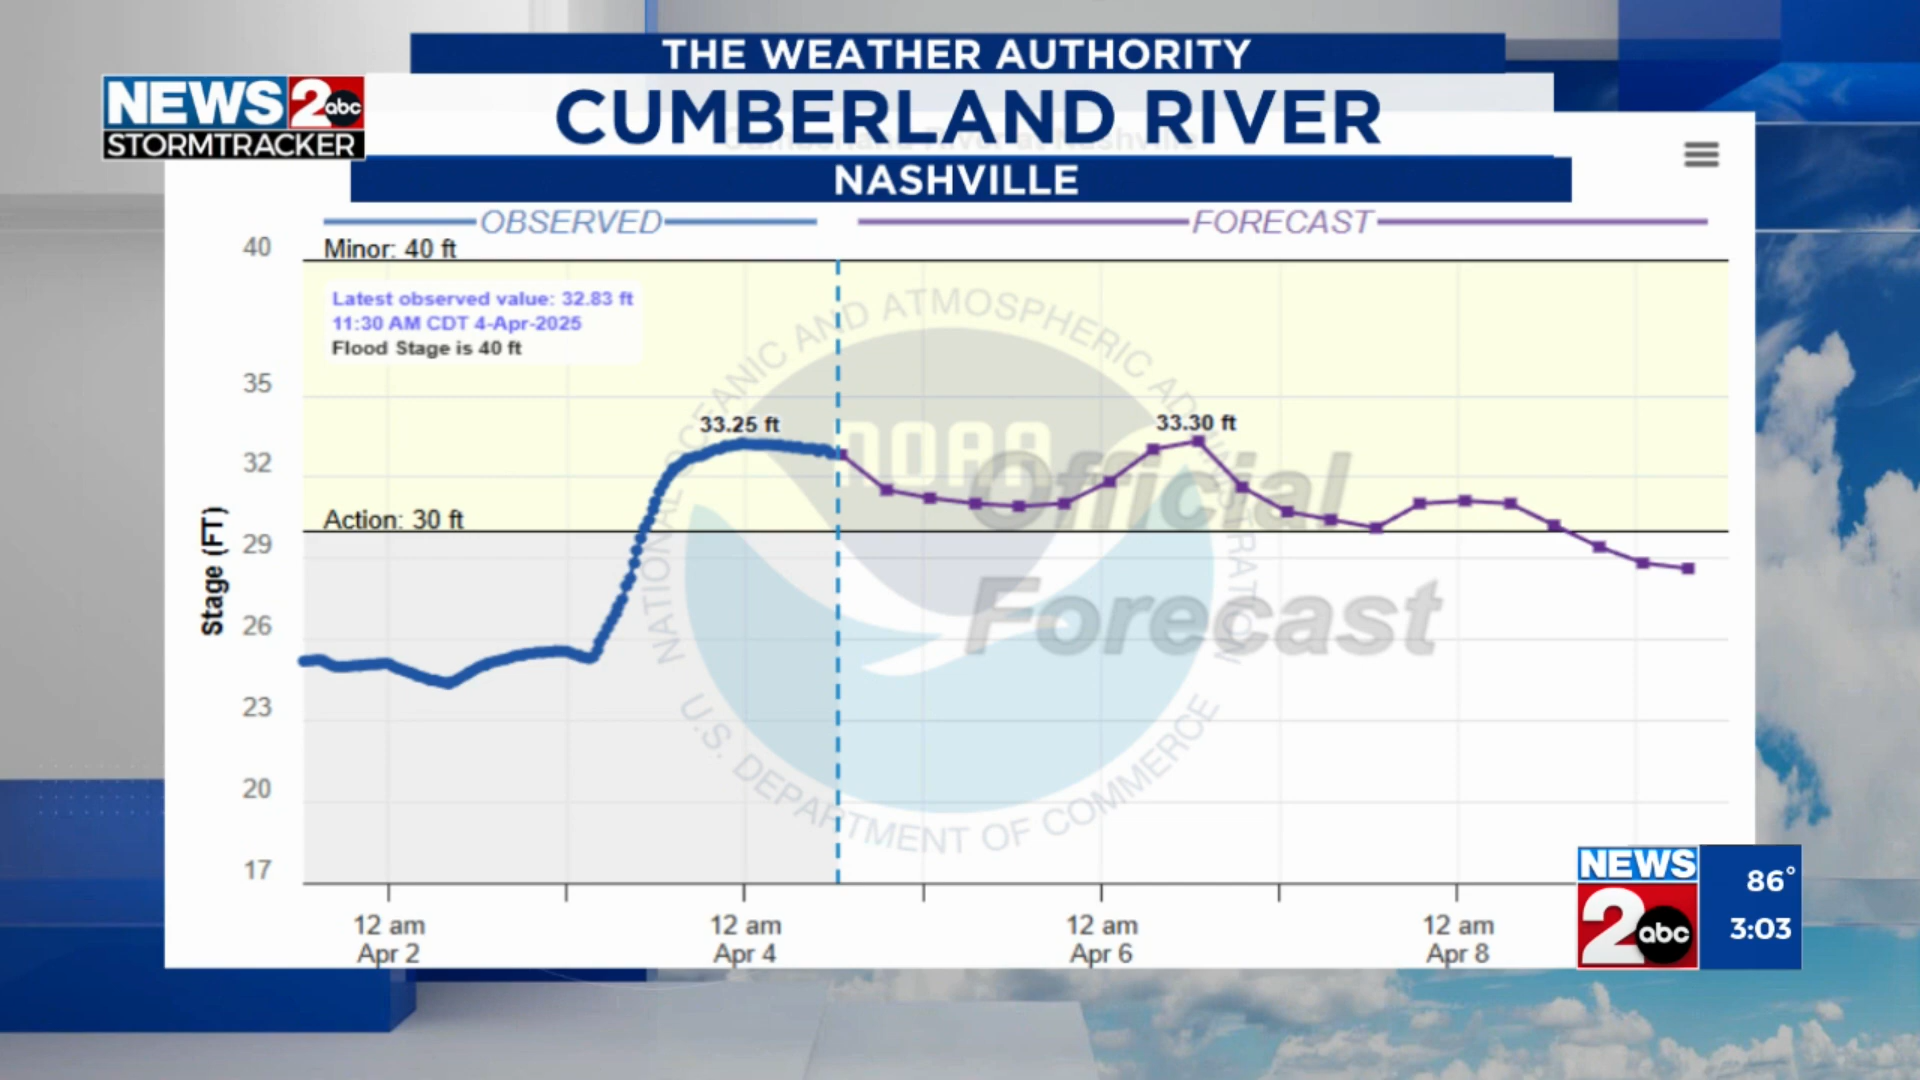 THE WEATHER AUTHORITY
NEWS 2 abc
STORMTRACKER
CUMBERLAND RIVER
Cumberland River at Nashville
NASHVILLE
OBSERVED
FORECAST
40
Minor: 40 ft
Latest observed value: 32.83 ft
11:30 AM CDT 4-Apr-2025
Flood Stage is 40 ft
35
33.25 ft
33.30 ft
32
Action: 30 ft
29
26
23
20
17
Stage (FT)
NATIONAL OCEANIC AND ATMOSPHERIC ADMINISTRATION
NOAA
U.S. DEPARTMENT OF COMMERCE
Official
Forecast
12 am
Apr 2
12 am
Apr 4
12 am
Apr 6
12 am
Apr 8
NEWS
2 abc
86°
3:03